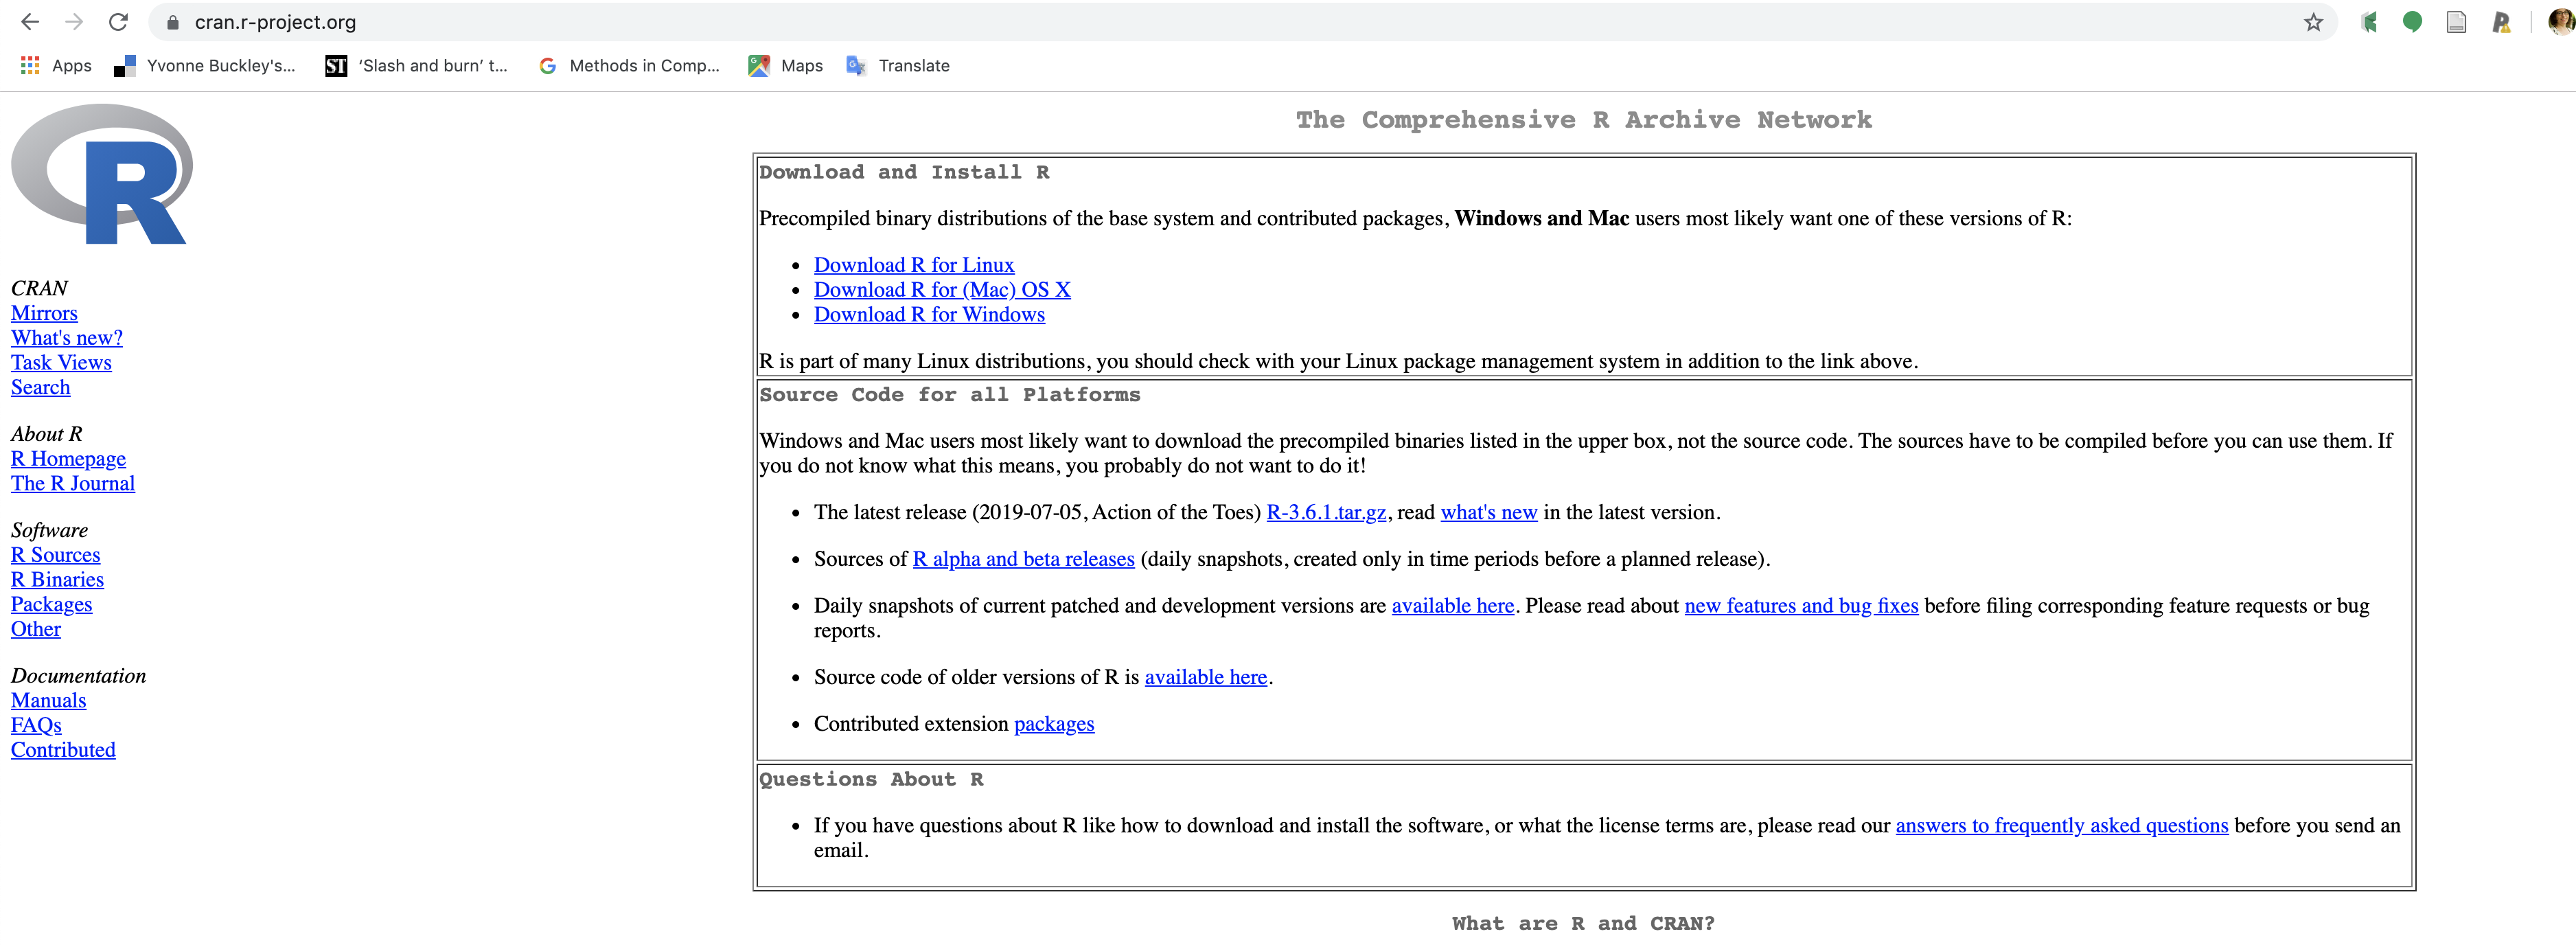 cran.r-project.org
Apps
Yvonne Buckley's...
ST
'Slash and burn' t...
Methods in Comp...
Maps
Translate
R
CRAN
Mirrors
What's new?
Task Views
Search
About R
R Homepage
The R Journal
Software
R Sources
R Binaries
Packages
Other
Documentation
Manuals
FAQs
Contributed
The Comprehensive R Archive Network
Download and Install R
Precompiled binary distributions of the base system and contributed packages, Windows and Mac users most likely want one of these versions of R:
• Download R for Linux
• Download R for (Mac) OS X
• Download R for Windows
R is part of many Linux distributions, you should check with your Linux package management system in addition to the link above.
Source Code for all Platforms
Windows and Mac users most likely want to download the precompiled binaries listed in the upper box, not the source code. The sources have to be compiled before you can use them. If
you do not know what this means, you probably do not want to do it!
• The latest release (2019-07-05, Action of the Toes) R-3.6.1.tar.gz, read what's new in the latest version.
• Sources of R alpha and beta releases (daily snapshots, created only in time periods before a planned release).
• Daily snapshots of current patched and development versions are available here. Please read about new features and bug fixes before filing corresponding feature requests or bug
reports.
• Source code of older versions of R is available here.
• Contributed extension packages
Questions About R
• If you have questions about R like how to download and install the software, or what the license terms are, please read our answers to frequently asked questions before you send an
email.
What are R and CRAN?